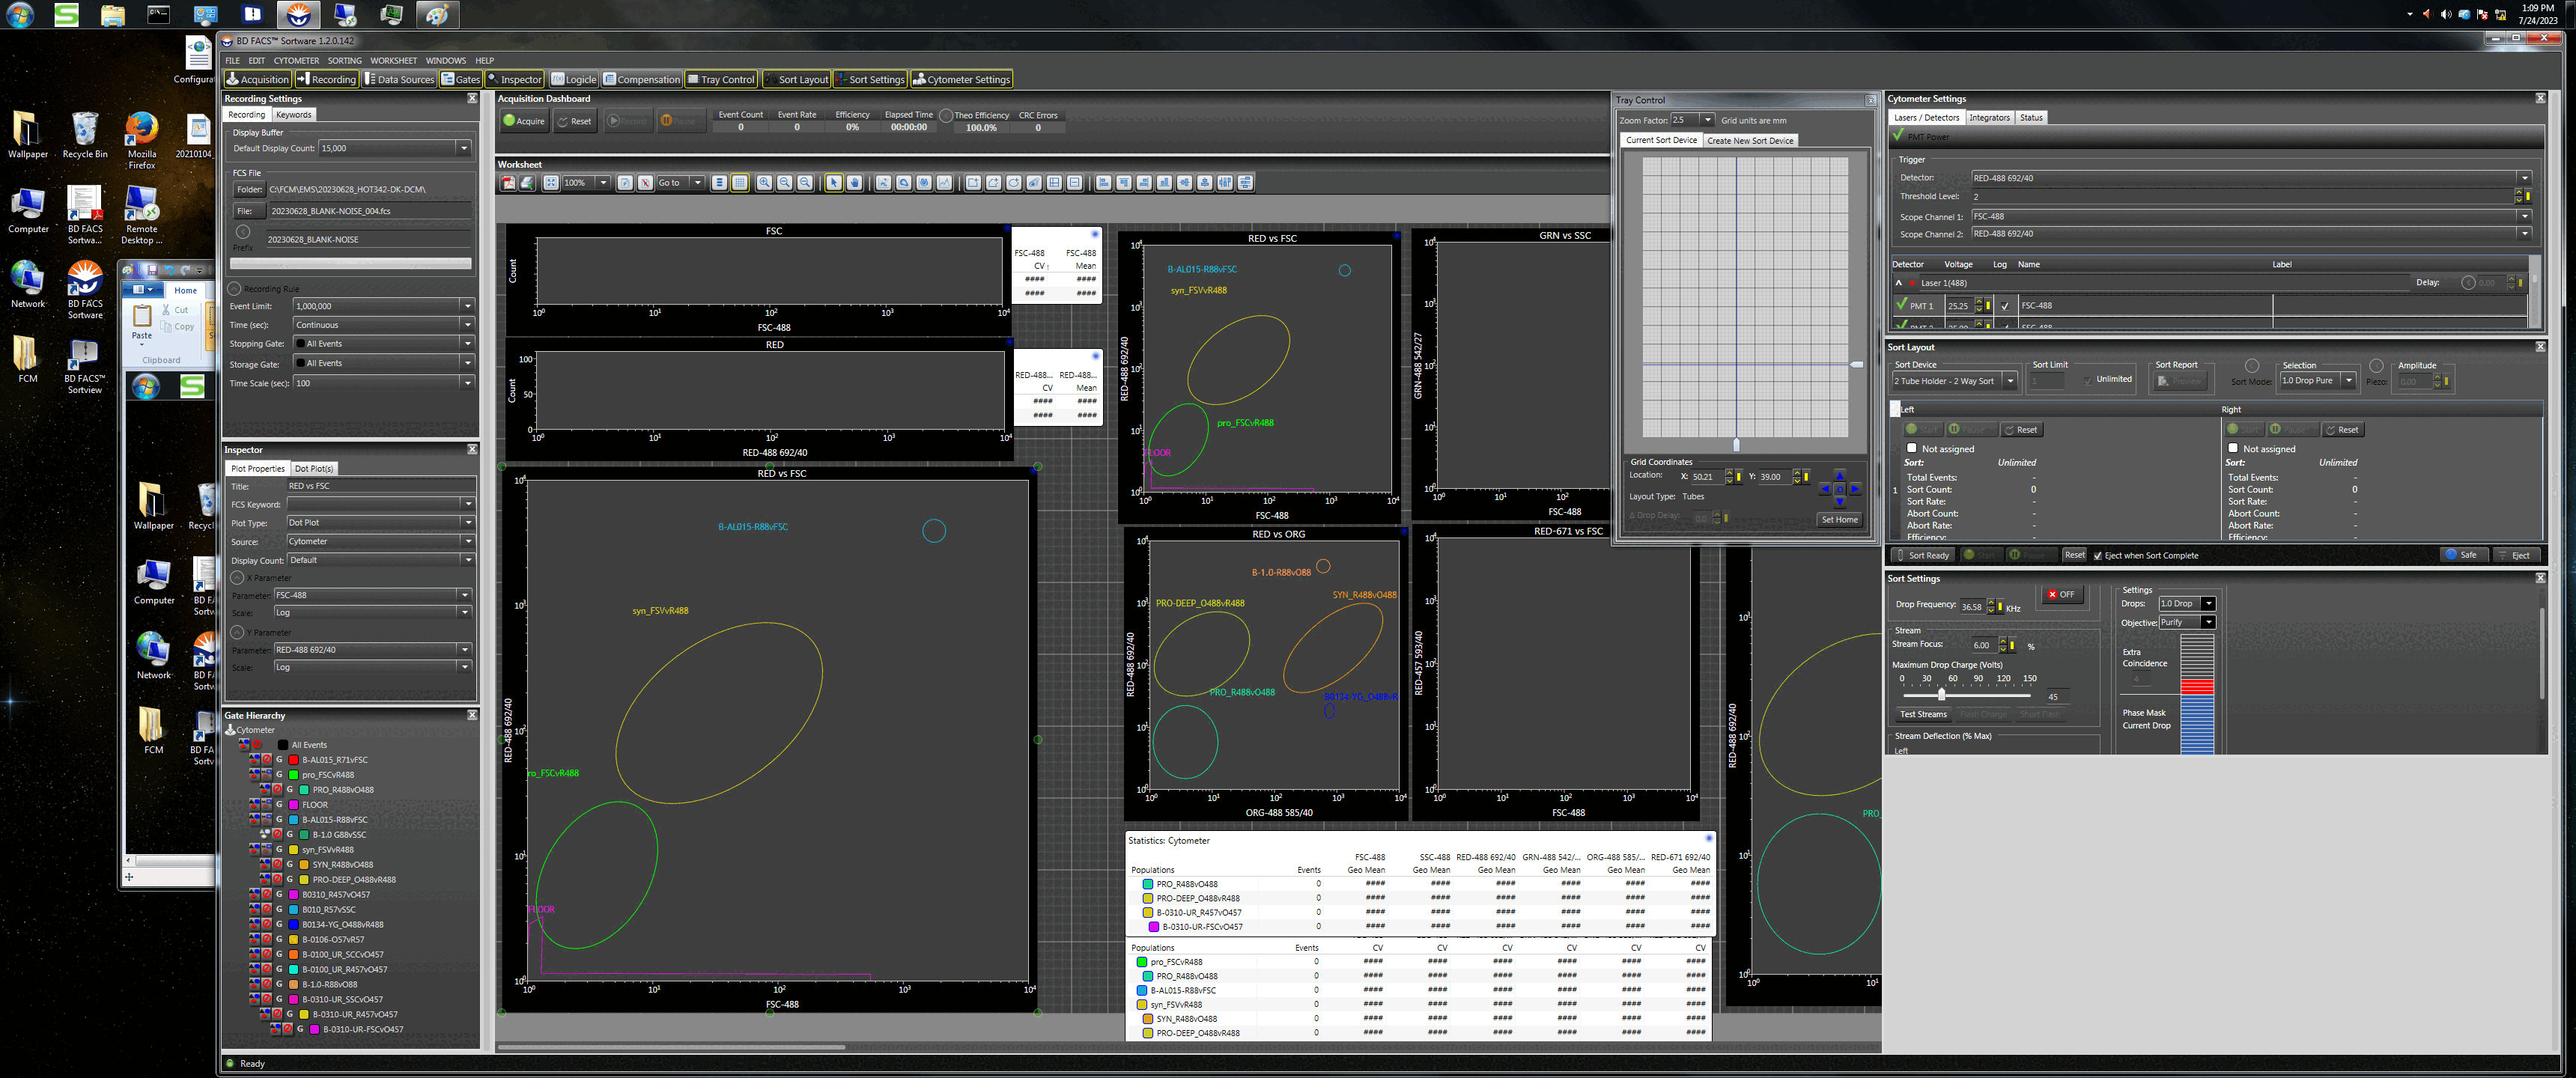 1:09 PM
7/24/2023
BD FACS™ Sortware 1.2.0.142
FILE EDIT CYTOMETER SORTING WORKSHEET WINDOWS HELP
Acquisition Recording Data Sources Gates Inspector Logicle Compensation Tray Control Sort Layout Sort Settings Cytometer Settings
Wallpaper
Recycle Bin
Mozilla Firefox
Computer
Remote Desktop ...
Network
BD FACS Sortware
FCM
BD FACS™ Sortview
Home
Paste
Cut
Copy
Clipboard
Wallpaper
Computer
Network
FCM
Recording Settings
Recording Keywords
Display Buffer
Default Display Count: 15,000
FCS File
Folder: C:\FCM\EMS\20230628_HOT342-DK-DCM\
File: 20230628_BLANK-NOISE_004.fcs
Prefix 20230628_BLANK-NOISE
Recording Rule
Event Limit: 1,000,000
Time (sec): Continuous
Stopping Gate: All Events
Storage Gate: All Events
Time Scale (sec): 100
Inspector
Plot Properties Dot Plot(s)
Title: RED vs FSC
FCS Keyword:
Plot Type: Dot Plot
Source: Cytometer
Display Count: Default
X Parameter
Parameter: FSC-488
Scale: Log
Y Parameter
Parameter: RED-488 692/40
Scale: Log
Gate Hierarchy
Cytometer
All Events
G B-AL015_R71vFSC
G pro_FSCvR488
G PRO_R488vO488
G FLOOR
G B-AL015-R88vFSC
G B-1.0 G88vSSC
G syn_FSVvR488
G SYN_R488vO488
G PRO-DEEP_O488vR488
G B0310_R457vO457
G B010_R57vSSC
G B0134-YG_O488vR488
G B-0106-O57vR57
G B-0100_UR_SCCvO457
G B-0100_UR_R457vO457
G B-1.0-R88vO88
G B-0310-UR_SSCvO457
G B-0310-UR_R457vO457
G B-0310-UR-FSCvO457
Ready
Acquisition Dashboard
Acquire Reset Record Pause
Event Count Event Rate Efficiency Elapsed Time Theo Efficiency CRC Errors
0 0 0% 00:00:00 100.0% 0
Worksheet
100% Go to
FSC
Count
FSC-488
FSC-488 FSC-488
CV Mean
#### ####
#### ####
RED
Count
100
50
0
RED-488 692/40
RED-488... RED-488...
CV Mean
#### ####
#### ####
RED vs FSC
B-AL015-R88vFSC
syn_FSVvR488
ro_FSCvR488
FLOOR
RED-488 692/40
FSC-488
RED vs FSC
B-AL015-R88vFSC
syn_FSVvR488
pro_FSCvR488
FLOOR
RED-488 692/40
FSC-488
GRN vs SSC
GRN-488 542/27
FSC-488
RED vs ORG
B-1.0-R88vO88
PRO-DEEP_O488vR488
SYN_R488vO488
PRO_R488vO488
B0134-YG_O488vR
RED-488 692/40
ORG-488 585/40
RED-671 vs FSC
RED-457 593/40
FSC-488
RED-488 692/40
PRO_
Statistics: Cytometer
FSC-488 SSC-488 RED-488 692/40 GRN-488 542/... ORG-488 585/... RED-671 692/40
Populations Events Geo Mean Geo Mean Geo Mean Geo Mean Geo Mean Geo Mean
PRO_R488vO488 0 #### #### #### #### #### ####
PRO-DEEP_O488vR488 0 #### #### #### #### #### ####
B-0310-UR_R457vO457 0 #### #### #### #### #### ####
B-0310-UR-FSCvO457 0 #### #### #### #### #### ####
Populations Events CV CV CV CV CV CV
pro_FSCvR488 0 #### #### #### #### #### ####
PRO_R488vO488 0 #### #### #### #### #### ####
B-AL015-R88vFSC 0 #### #### #### #### #### ####
syn_FSVvR488 0 #### #### #### #### #### ####
SYN_R488vO488 0 #### #### #### #### #### ####
PRO-DEEP_O488vR488 0 #### #### #### #### #### ####
Tray Control
Zoom Factor: 2.5 Grid units are mm
Current Sort Device Create New Sort Device
Grid Coordinates
Location: X: 50.21 Y: 39.00
Layout Type: Tubes
Δ Drop Delay: 0.0
Set Home
Cytometer Settings
Lasers / Detectors Integrators Status
PMT Power
Trigger
Detector: RED-488 692/40
Threshold Level: 2
Scope Channel 1: FSC-488
Scope Channel 2: RED-488 692/40
Detector Voltage Log Name Label
Laser 1(488) Delay: 0.00
PMT 1 25.25 FSC-488
Sort Layout
Sort Device Sort Limit Sort Report Selection Amplitude
2 Tube Holder - 2 Way Sort 1 Unlimited Preview Sort Mode: 1.0 Drop Pure Piezo: 0.00
Left Right
Start Pause Reset Start Pause Reset
Not assigned Not assigned
Sort: Unlimited Sort: Unlimited
Total Events: - Total Events: -
1 Sort Count: 0 Sort Count: 0
Sort Rate: - Sort Rate: -
Abort Count: - Abort Count: -
Abort Rate: - Abort Rate: -
Efficiency: - Efficiency: -
Sort Ready Start Pause Reset Eject when Sort Complete Safe Eject
Sort Settings
Drop Frequency: 36.58 KHz OFF
Stream
Stream Focus: 6.00 %
Maximum Drop Charge (Volts)
0 30 60 90 120 150
45
Test Streams Flash Charge Short Flash
Stream Deflection (% Max)
Left
Settings
Drops: 1.0 Drop
Objective: Purify
Extra Coincidence
4
Phase Mask
Current Drop